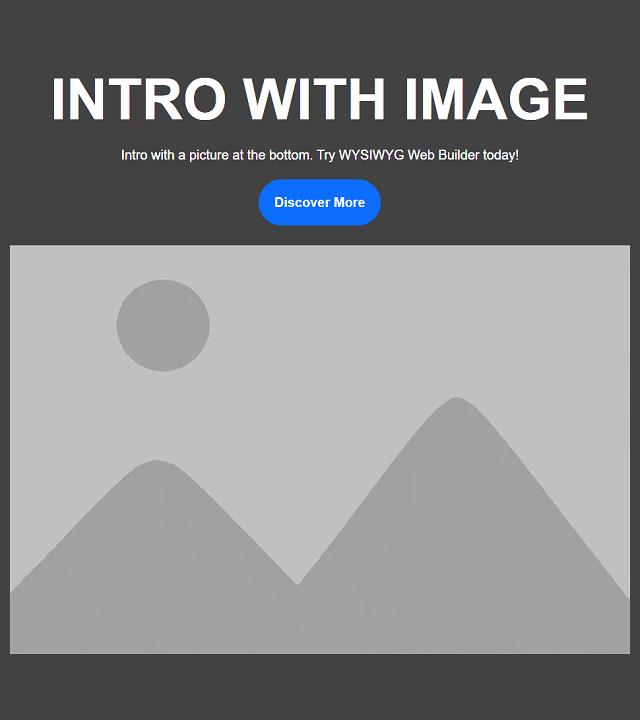 INTRO WITH IMAGE
Intro with a picture at the bottom. Try WYSIWYG Web Builder today!
Discover More